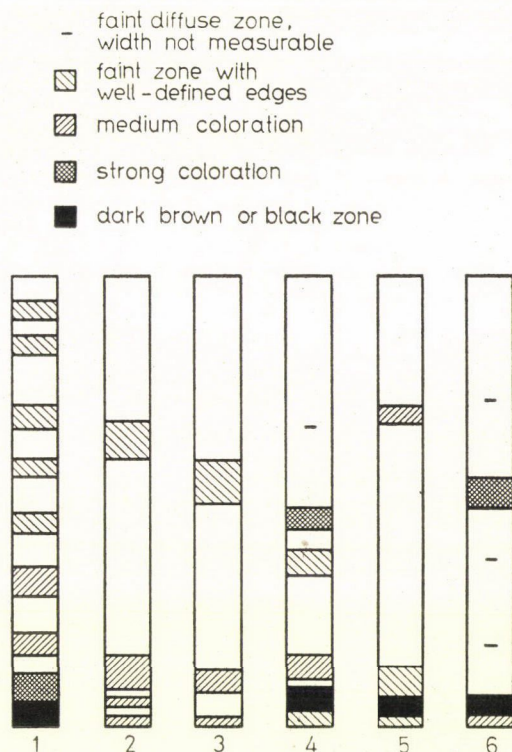 faint diffuse zone,
width not measurable
faint zone with
well-defined edges
medium coloration
strong coloration
dark brown or black zone
1 2 3 4 5 6